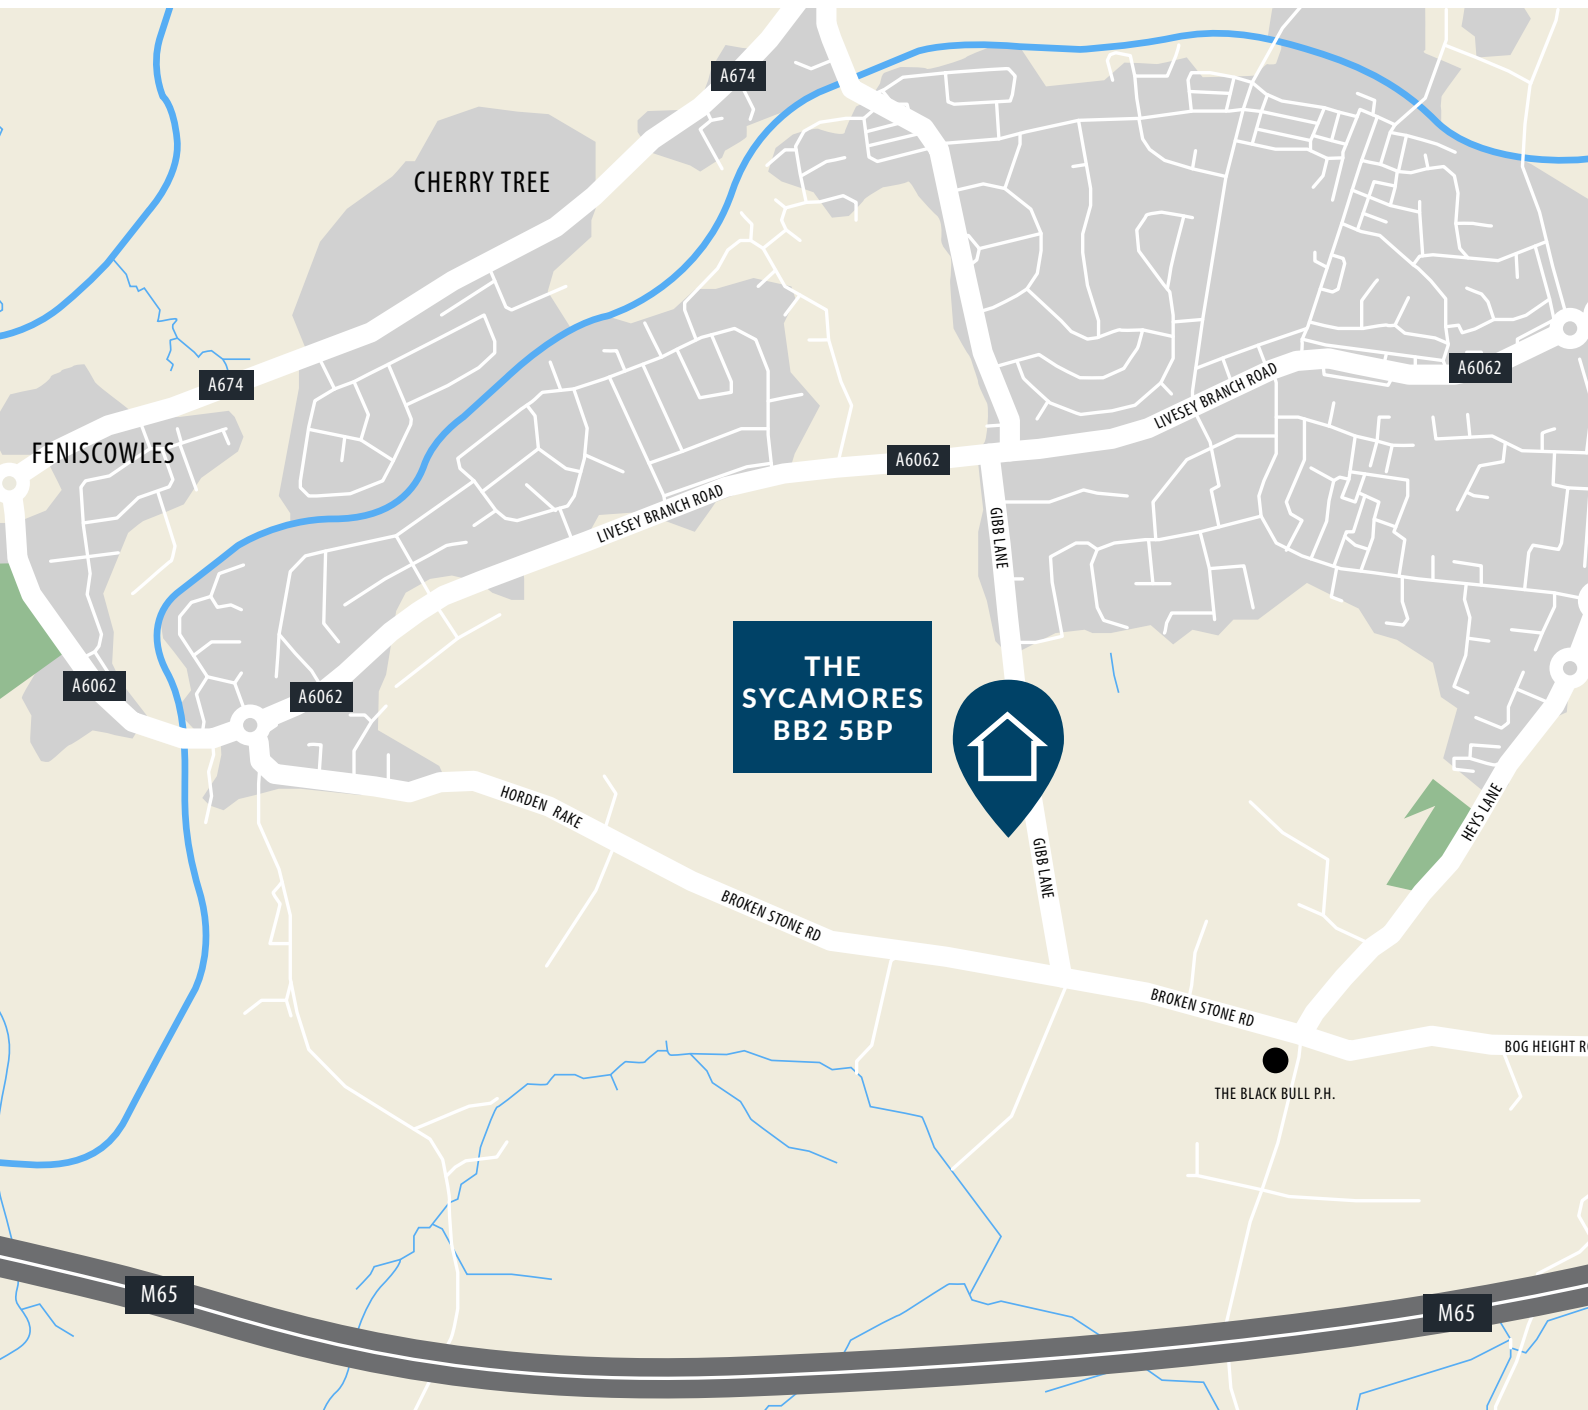 A674
CHERRY TREE
A6062
LIVESEY BRANCH ROAD
A674
FENISCOWLES
A6062
LIVESEY BRANCH ROAD
GIBB LANE
THE
SYCAMORES
BB2 5BP
A6062
A6062
HORDEN RAKE
HEYS LANE
GIBB LANE
BROKEN STONE RD
BROKEN STONE RD
BOG HEIGHT R
THE BLACK BULL P.H.
M65
M65